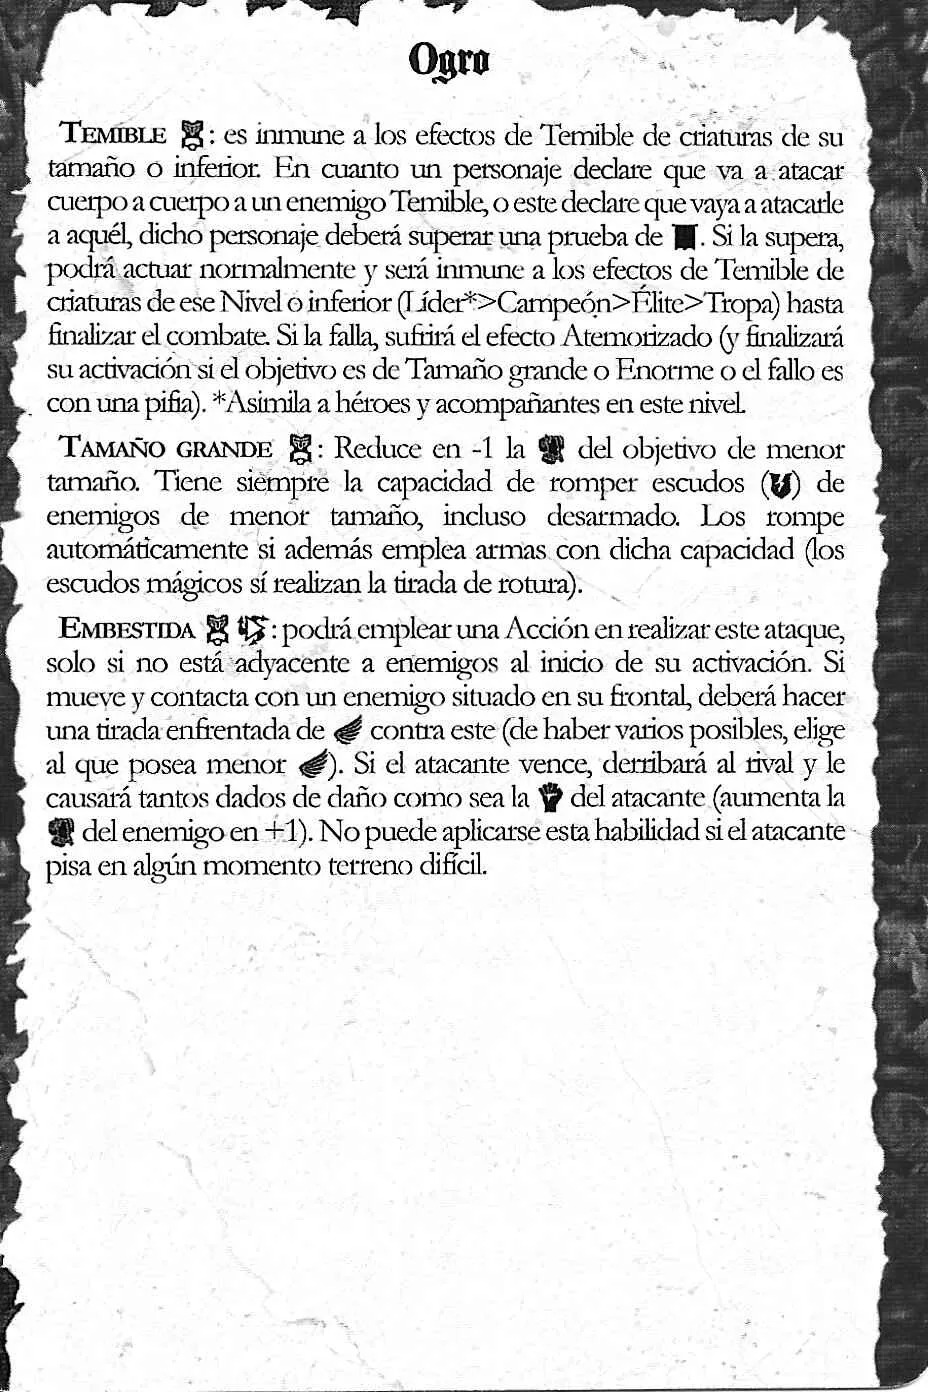 Ogro
TEMIBLE : es inmune a los efectos de Temible de criaturas de su
tamaño o inferior. En cuanto un personaje declare que va a atacar
cuerpo a cuerpo a un enemigo Temible, o este declare que vaya a atacarle
a aquél, dicho personaje deberá superar una prueba de . Si la supera,
podrá actuar normalmente y será inmune a los efectos de Temible de
criaturas de ese Nivel o inferior (Líder*>Campeón>Élite>Tropa) hasta
finalizar el combate. Si la falla, sufrirá el efecto Atemorizado (y finalizará
su activación si el objetivo es de Tamaño grande o Enorme o el fallo es
con una pifia). *Asimila a héroes y acompañantes en este nivel.
TAMAÑO GRANDE : Reduce en -1 la  del objetivo de menor
tamaño. Tiene siempre la capacidad de romper escudos () de
enemigos de menor tamaño, incluso desarmado. Los rompe
automáticamente si además emplea armas con dicha capacidad (los
escudos mágicos sí realizan la tirada de rotura).
EMBESTIDA : podrá emplear una Acción en realizar este ataque,
solo si no está adyacente a enemigos al inicio de su activación. Si
mueve y contacta con un enemigo situado en su frontal, deberá hacer
una tirada enfrentada de  contra este (de haber varios posibles, elige
al que posea menor ). Si el atacante vence, derribará al rival y le
causará tantos dados de daño como sea la  del atacante (aumenta la
 del enemigo en +1). No puede aplicarse esta habilidad si el atacante
pisa en algún momento terreno difícil.